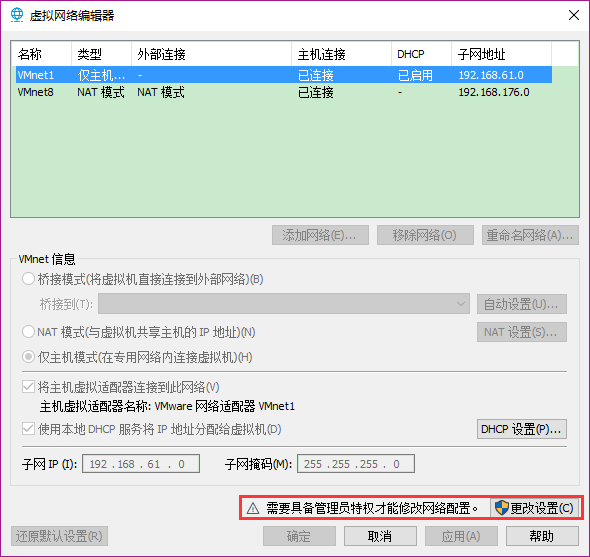 虚拟网络编辑器
名称 类型 外部连接 主机连接 DHCP 子网地址
VMnet1 仅主机... - 已连接 已启用 192.168.61.0
VMnet8 NAT 模式 NAT 模式 已连接 - 192.168.176.0
添加网络(E)... 移除网络(O) 重命名网络(A)...
VMnet 信息
桥接模式(将虚拟机直接连接到外部网络)(B)
桥接到(T): 自动设置(U)...
NAT 模式(与虚拟机共享主机的 IP 地址)(N) NAT 设置(S)...
仅主机模式(在专用网络内连接虚拟机)(H)
将主机虚拟适配器连接到此网络(V)
主机虚拟适配器名称: VMware 网络适配器 VMnet1
使用本地 DHCP 服务将 IP 地址分配给虚拟机(D) DHCP 设置(P)...
子网 IP (I): 192 . 168 . 61 . 0 子网掩码(M): 255 . 255 . 255 . 0
需要具备管理员特权才能修改网络配置。 更改设置(C)
还原默认设置(R) 确定 取消 应用(A) 帮助